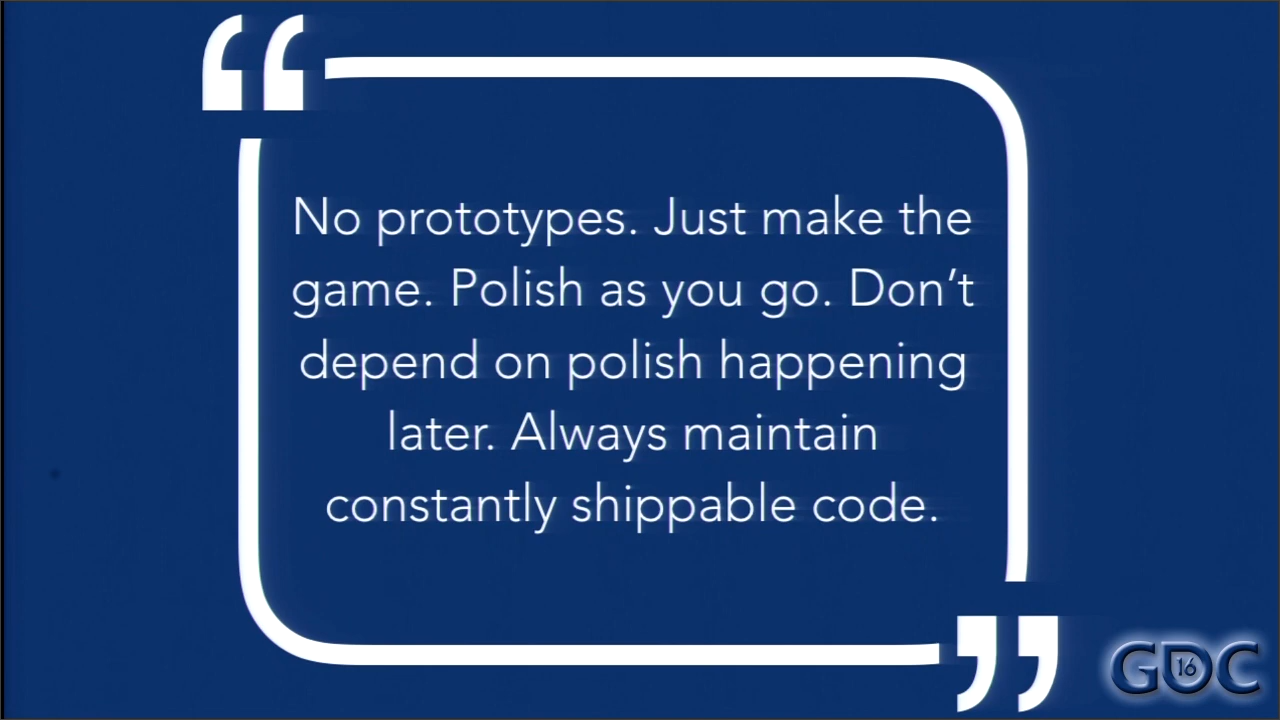 “
No prototypes. Just make the
game. Polish as you go. Don’t
depend on polish happening
later. Always maintain
constantly shippable code.
”
GDC
16